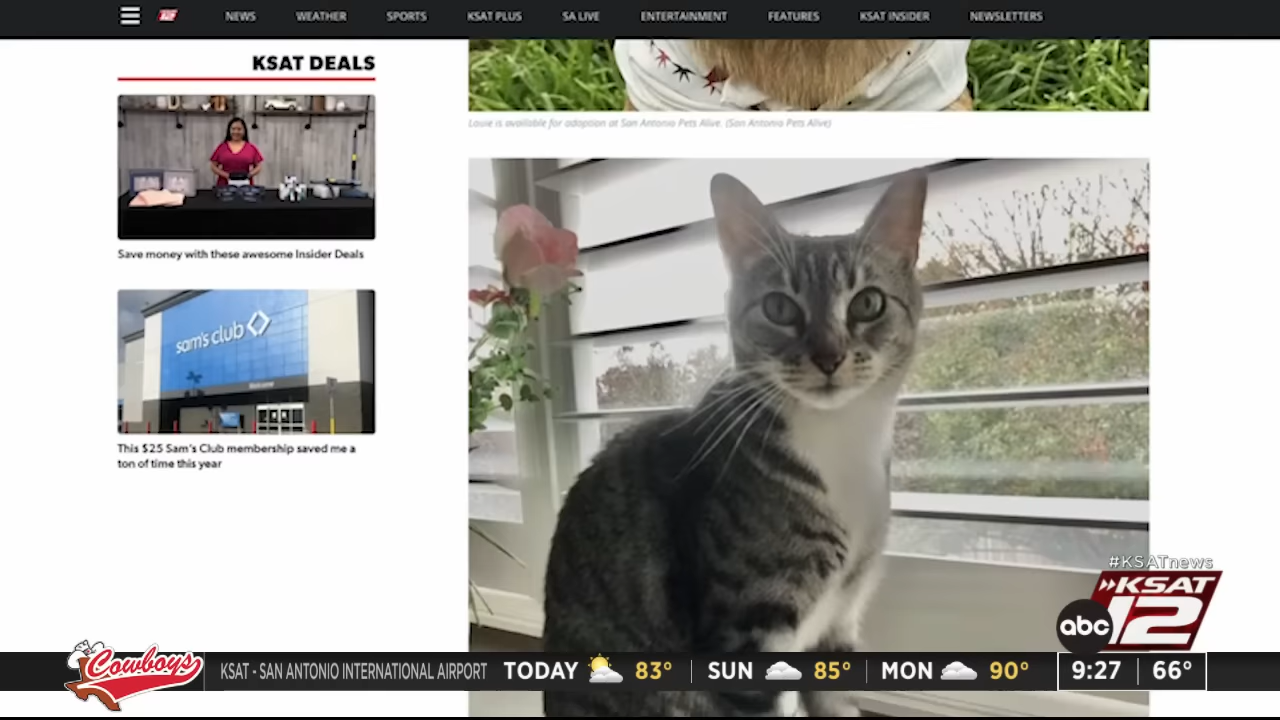 NEWS WEATHER SPORTS KSAT PLUS SA LIVE ENTERTAINMENT FEATURES KSAT INSIDER NEWSLETTERS
KSAT DEALS
Save money with these awesome Insider Deals
sam's club
Welcome
This $25 Sam's Club membership saved me a
ton of time this year
Louie is available for adoption at San Antonio Pets Alive. (San Antonio Pets Alive)
#KSATnews
KSAT
abc 12
Cowboys
KSAT - SAN ANTONIO INTERNATIONAL AIRPORT TODAY 83° SUN 85° MON 90° 9:27 66°